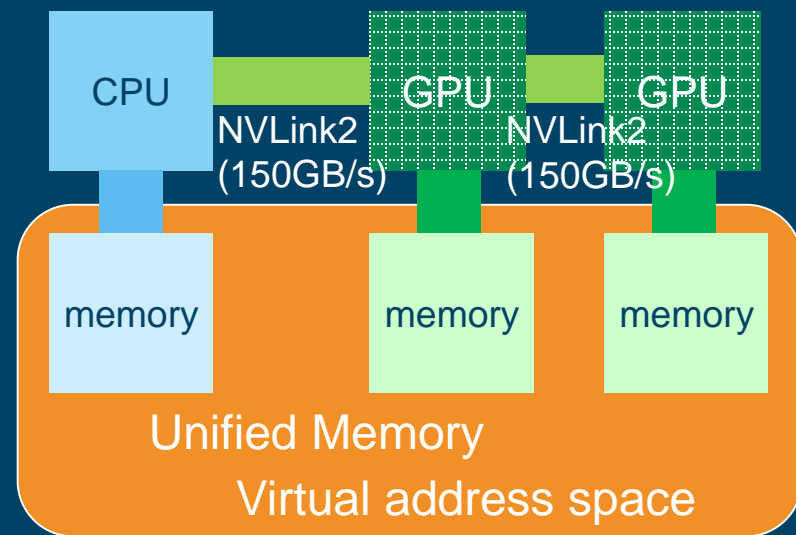 CPU
GPU
GPU
NVLink2
(150GB/s)
NVLink2
(150GB/s)
memory
memory
memory
Unified Memory
Virtual address space